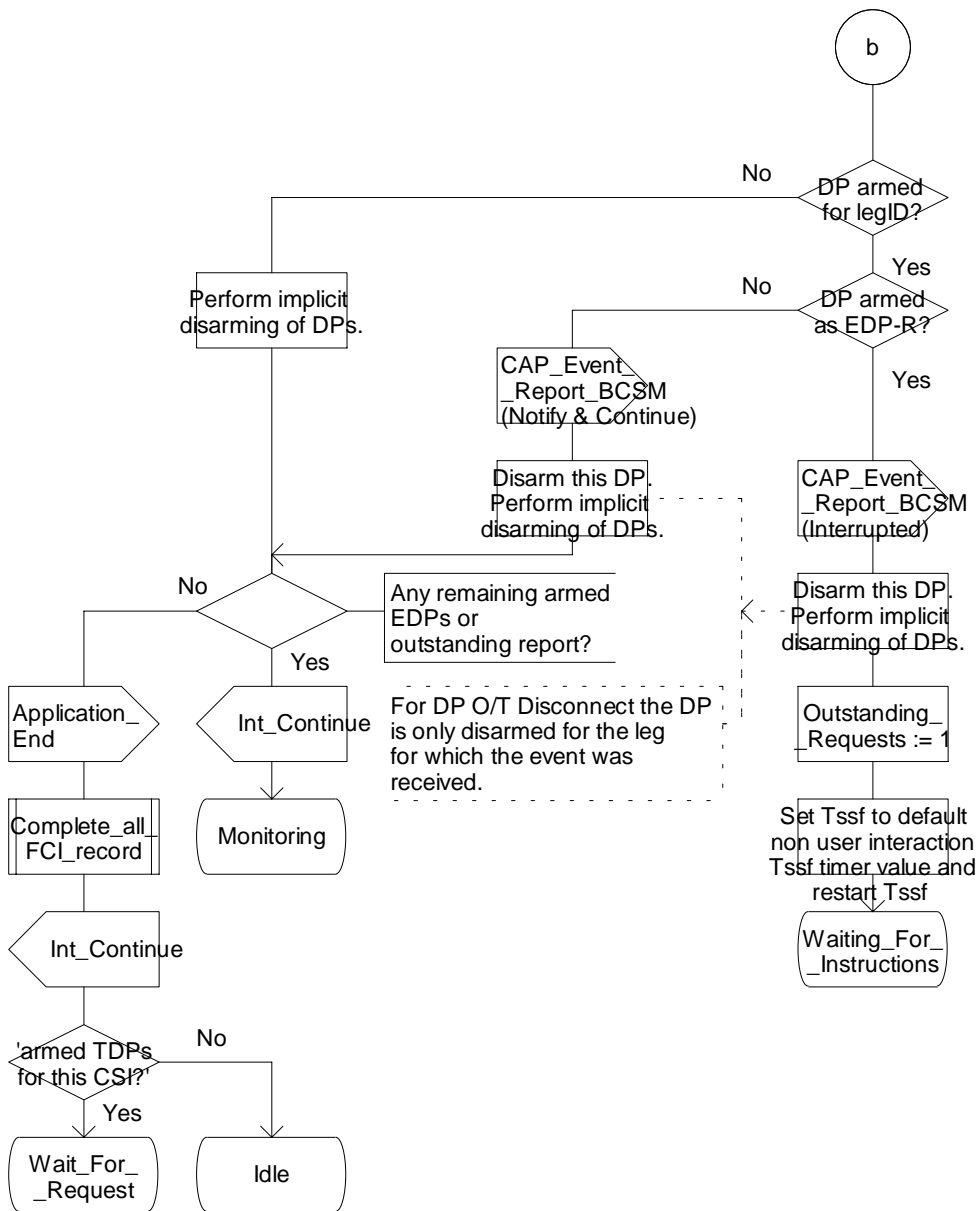 b
No
DP armed
for legID?
Yes
No
DP armed
as EDP-R?
Perform implicit
disarming of DPs.
CAP_Event_
_Report_BCSM
(Notify & Continue)
Yes
Disarm this DP.
Perform implicit
disarming of DPs.
CAP_Event_
_Report_BCSM
(Interrupted)
No
Any remaining armed
EDPs or
outstanding report?
Disarm this DP.
Perform implicit
disarming of DPs.
Yes
Application_
End
Int_Continue
For DP O/T Disconnect the DP
is only disarmed for the leg
for which the event was
received.
Outstanding_
_Requests := 1
Complete_all_
FCI_record
Monitoring
Set Tssf to default
non user interaction
Tssf timer value and
restart Tssf
Int_Continue
Waiting_For_
_Instructions
'armed TDPs
for this CSI?'
No
Yes
Wait_For_
_Request
Idle